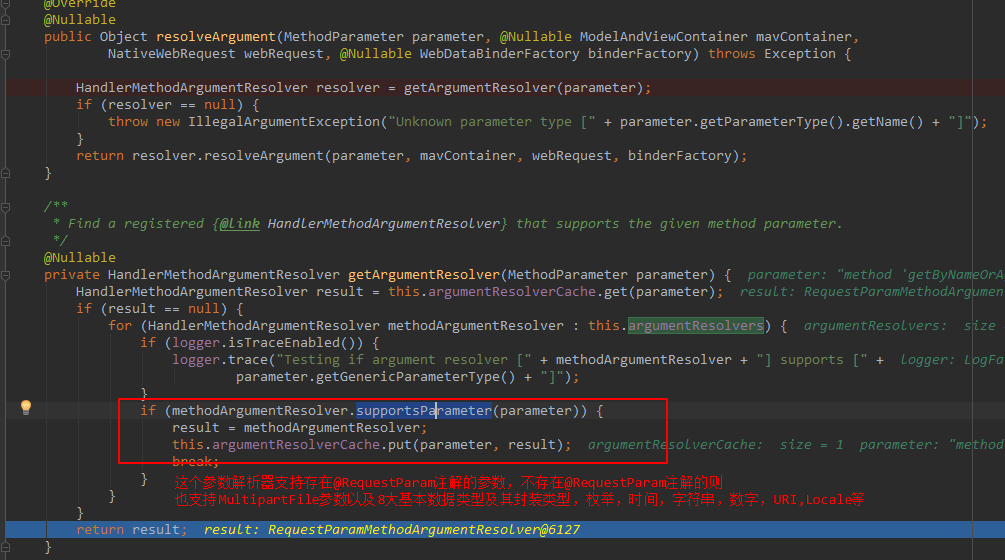 @Override
@Nullable
public Object resolveArgument(MethodParameter parameter, @Nullable ModelAndViewContainer mavContainer,
NativeWebRequest webRequest, @Nullable WebDataBinderFactory binderFactory) throws Exception {
HandlerMethodArgumentResolver resolver = getArgumentResolver(parameter);
if (resolver == null) {
throw new IllegalArgumentException("Unknown parameter type [" + parameter.getParameterType().getName() + "]");
}
return resolver.resolveArgument(parameter, mavContainer, webRequest, binderFactory);
}
/**
* Find a registered {@link HandlerMethodArgumentResolver} that supports the given method parameter.
*/
@Nullable
private HandlerMethodArgumentResolver getArgumentResolver(MethodParameter parameter) { parameter: "method 'getByNameOrA
HandlerMethodArgumentResolver result = this.argumentResolverCache.get(parameter); result: RequestParamMethodArgumen
if (result == null) {
for (HandlerMethodArgumentResolver methodArgumentResolver : this.argumentResolvers) { argumentResolvers: size
if (logger.isTraceEnabled()) {
logger.trace("Testing if argument resolver [" + methodArgumentResolver + "] supports [" + logger: LogFa
parameter.getGenericParameterType() + "]");
}
if (methodArgumentResolver.supportsParameter(parameter)) {
result = methodArgumentResolver;
this.argumentResolverCache.put(parameter, result); argumentResolverCache: size = 1 parameter: "method
break;
}
这个参数解析器支持存在@RequestParam注解的参数，不存在@RequestParam注解的则
也支持MultipartFile参数以及8大基本数据类型及其封装类型，枚举，时间，字符串，数字，URI,Locale等
}
}
return result; result: RequestParamMethodArgumentResolver@6127
}